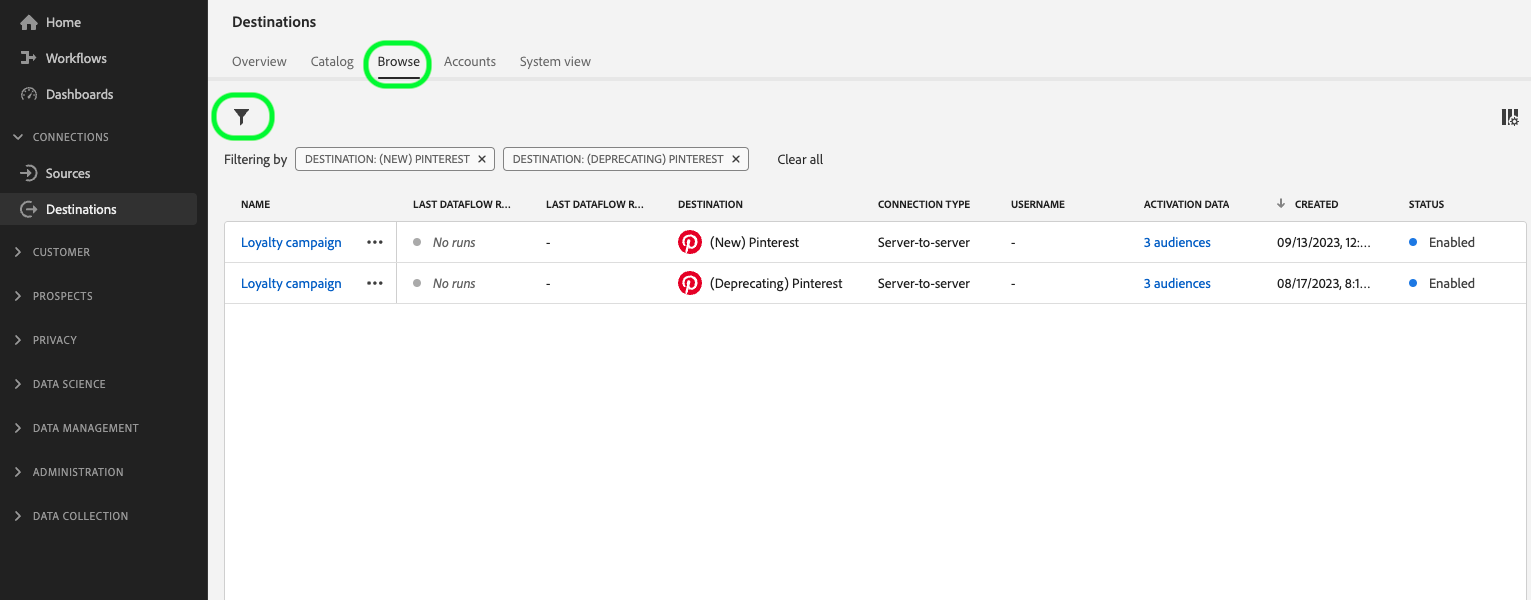 Home
Workflows
Dashboards
CONNECTIONS
Sources
Destinations
CUSTOMER
PROSPECTS
PRIVACY
DATA SCIENCE
DATA MANAGEMENT
ADMINISTRATION
DATA COLLECTION
Destinations
Overview Catalog Browse Accounts System view
Filtering by DESTINATION: (NEW) PINTEREST ✕ DESTINATION: (DEPRECATING) PINTEREST ✕ Clear all
NAME LAST DATAFLOW R... LAST DATAFLOW R... DESTINATION CONNECTION TYPE USERNAME ACTIVATION DATA ↓ CREATED STATUS
Loyalty campaign ••• No runs - (New) Pinterest Server-to-server - 3 audiences 09/13/2023, 12:... Enabled
Loyalty campaign ••• No runs - (Deprecating) Pinterest Server-to-server - 3 audiences 08/17/2023, 8:1... Enabled